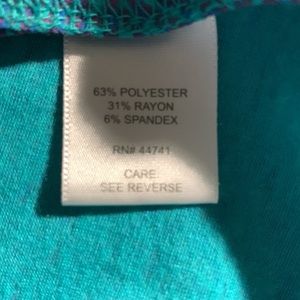 63% POLYESTER
31% RAYON
6% SPANDEX
RN# 44741
CARE:
SEE REVERSE